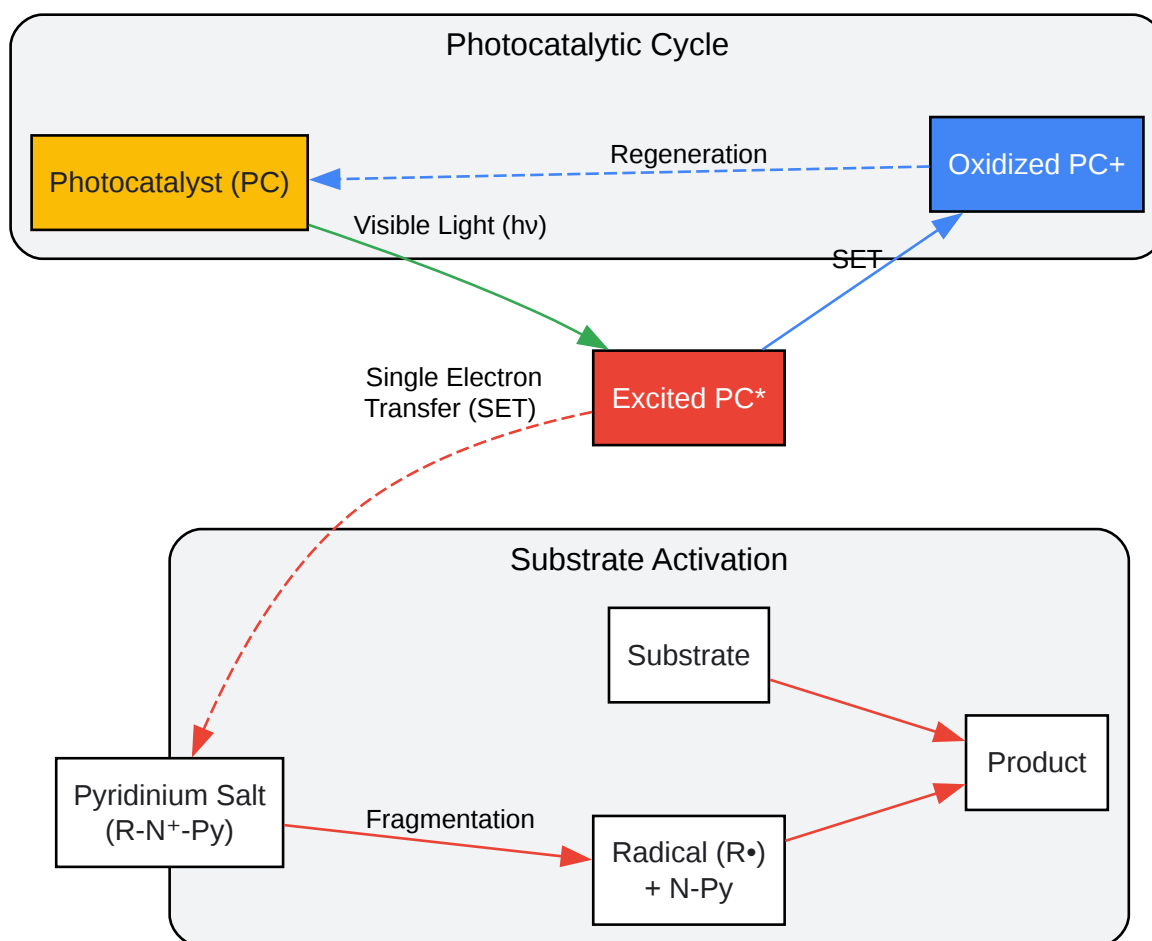 Photocatalytic Cycle
Photocatalyst (PC)
Regeneration
Oxidized PC+
Visible Light (hν)
SET
Single Electron
Transfer (SET)
Excited PC*
Substrate Activation
Substrate
Product
Pyridinium Salt
(R-N⁺-Py)
Fragmentation
Radical (R•)
+ N-Py